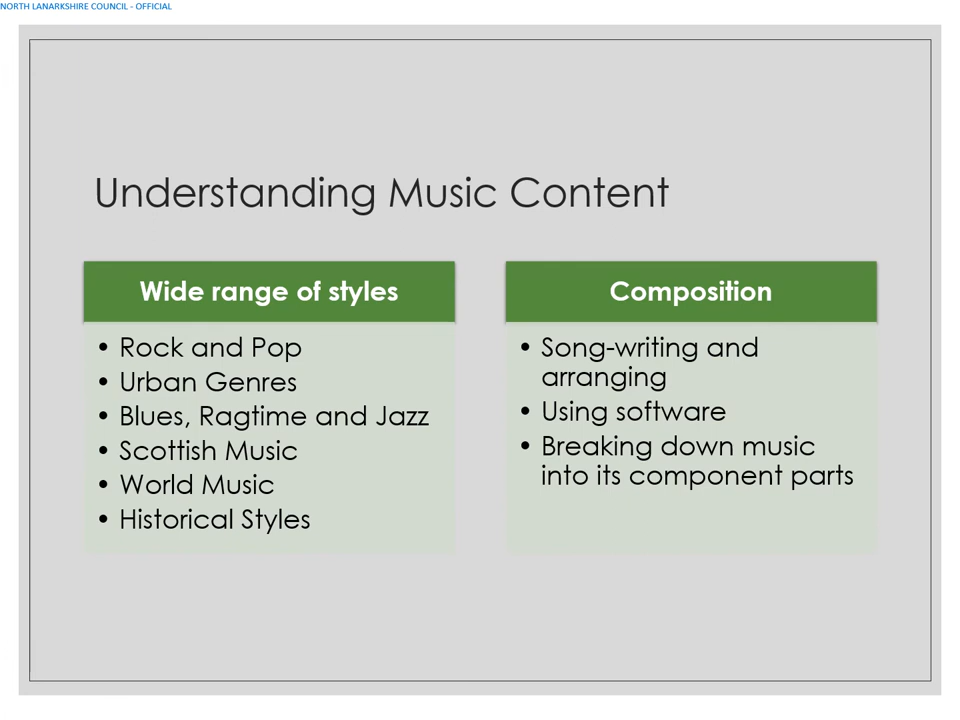 NORTH LANARKSHIRE COUNCIL - OFFICIAL
Understanding Music Content
Wide range of styles
• Rock and Pop
• Urban Genres
• Blues, Ragtime and Jazz
• Scottish Music
• World Music
• Historical Styles
Composition
• Song-writing and
arranging
• Using software
• Breaking down music
into its component parts